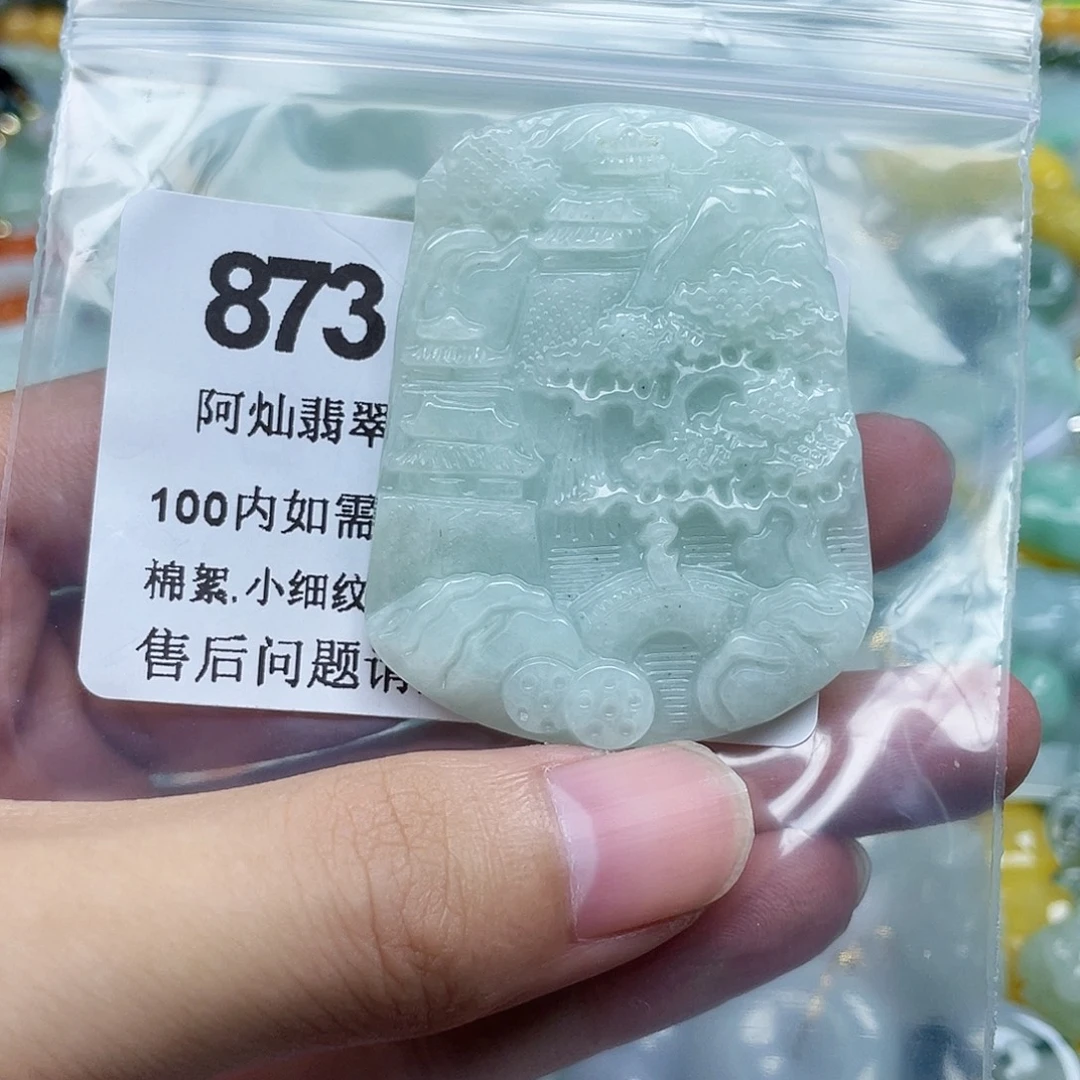 873
阿灿翡翠
100内如需
棉絮.小细纹
售后问题请